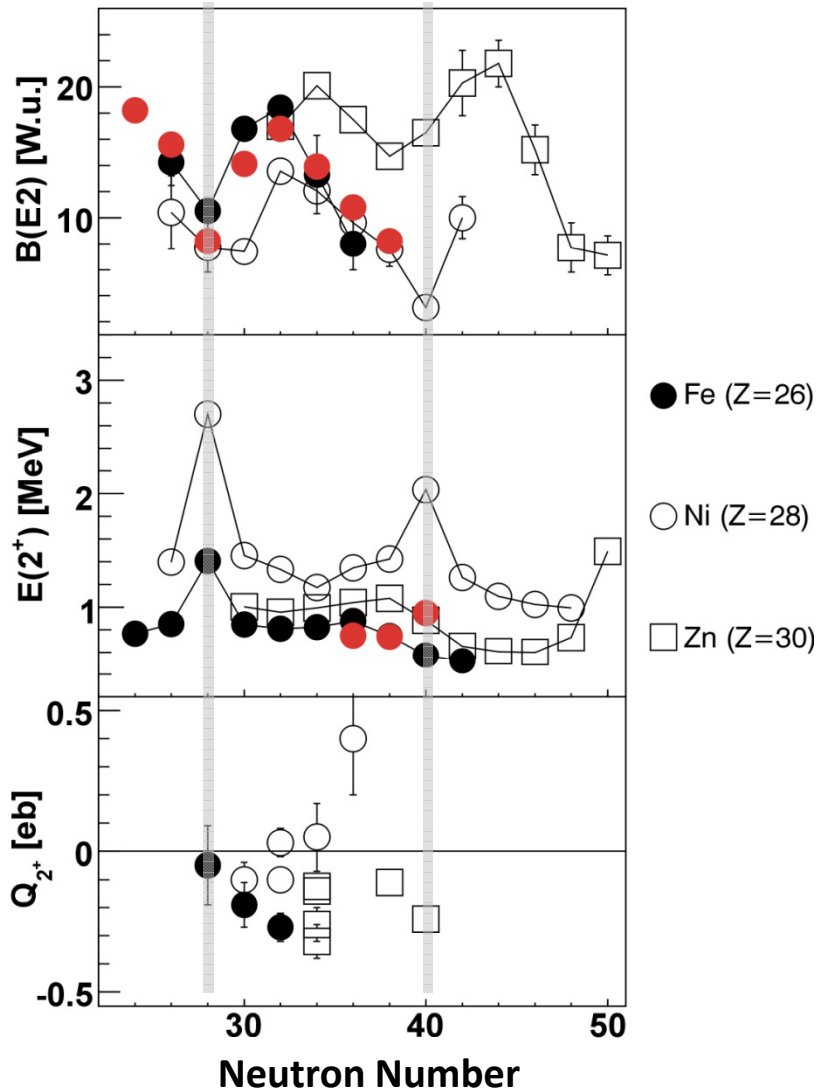 B(E2) [W.u.]
20
10
E(2⁺) [MeV]
3
2
1
Q₂⁺ [eb]
0.5
0
-0.5
30
40
50
Neutron Number
Fe (Z=26)
Ni (Z=28)
Zn (Z=30)